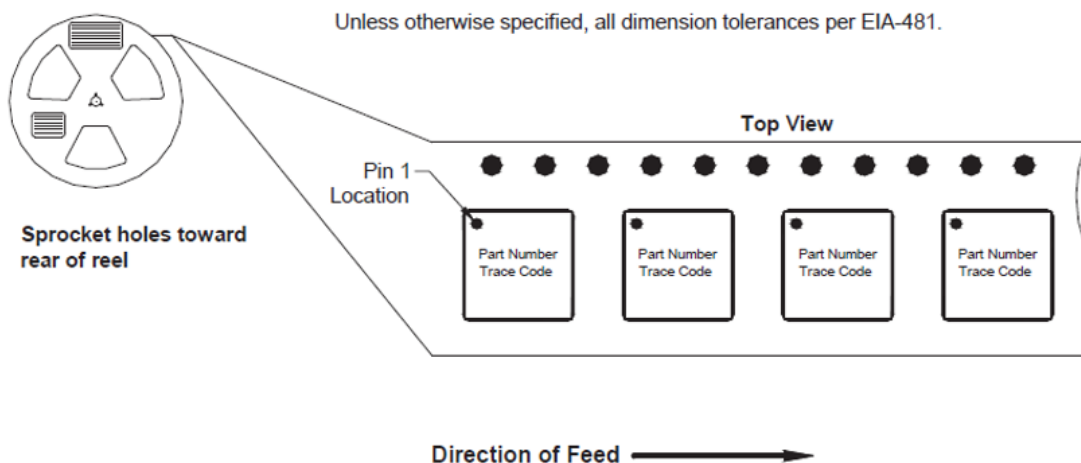 Unless otherwise specified, all dimension tolerances per EIA-481.
Top View
Pin 1
Location
Sprocket holes toward
rear of reel
Part Number
Trace Code
Part Number
Trace Code
Part Number
Trace Code
Part Number
Trace Code
Direction of Feed